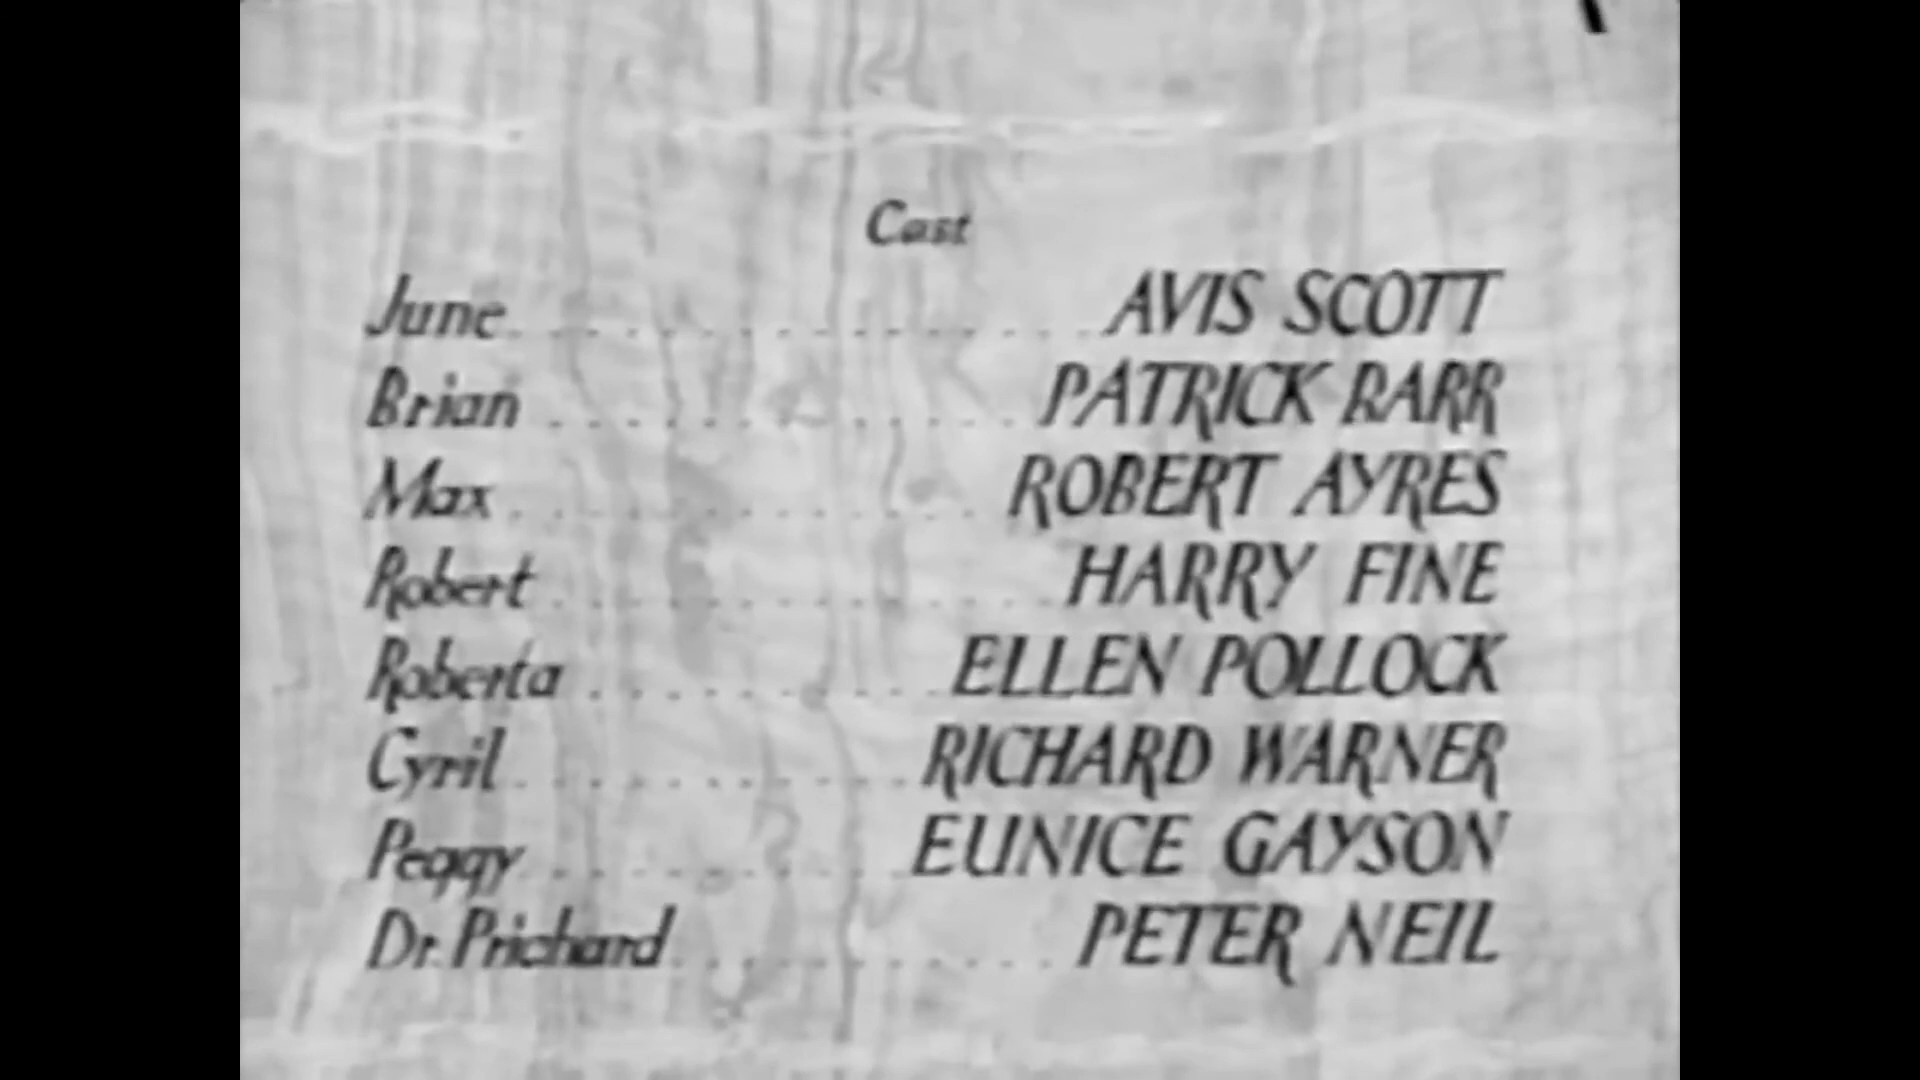 Cast
June.................AVIS SCOTT
Brian ................PATRICK BARR
Max.................ROBERT AYRES
Robert.................HARRY FINE
Roberta ............ELLEN POLLOCK
Cyril..............RICHARD WARNER
Peggy.............EUNICE GAYSON
Dr. Prichard.............PETER NEIL